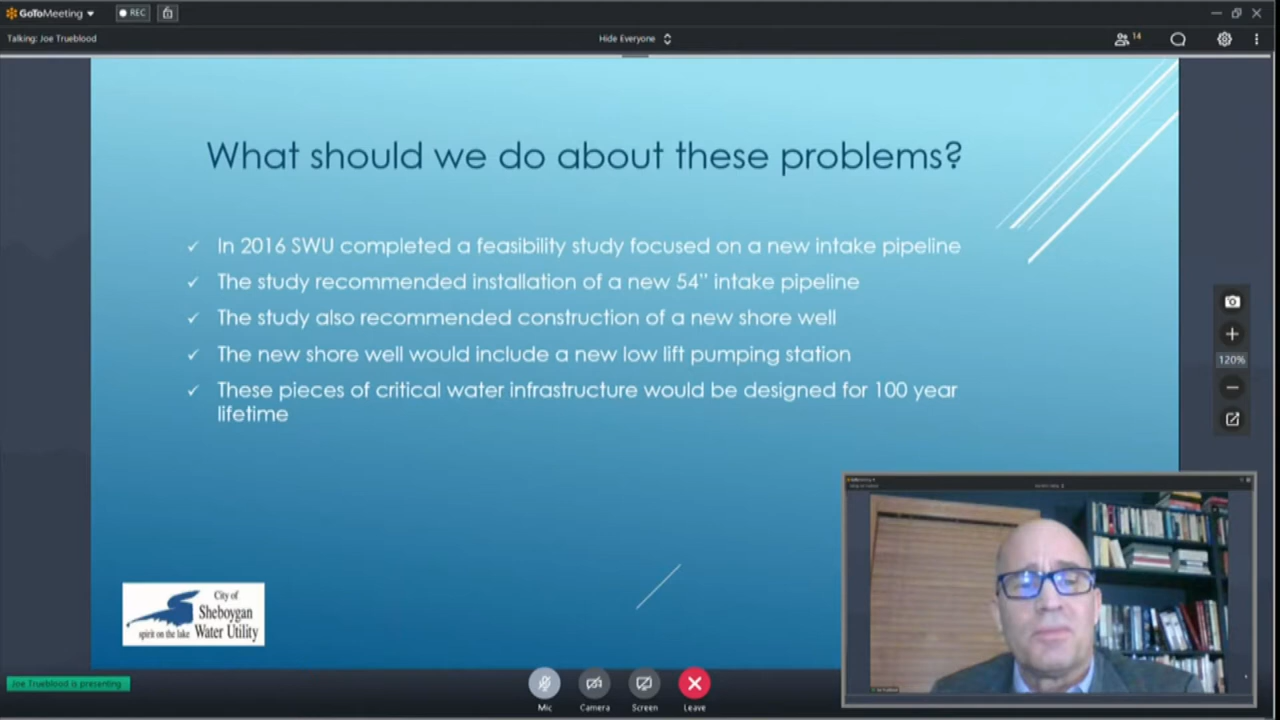 GoToMeeting
REC
Talking: Joe Trueblood
Hide Everyone
14
What should we do about these problems?
✓ In 2016 SWU completed a feasibility study focused on a new intake pipeline
✓ The study recommended installation of a new 54” intake pipeline
✓ The study also recommended construction of a new shore well
✓ The new shore well would include a new low lift pumping station
✓ These pieces of critical water infrastructure would be designed for 100 year
lifetime
120%
City of
Sheboygan
spirit on the lake Water Utility
Joe Trueblood is presenting
Mic
Camera
Screen
Leave